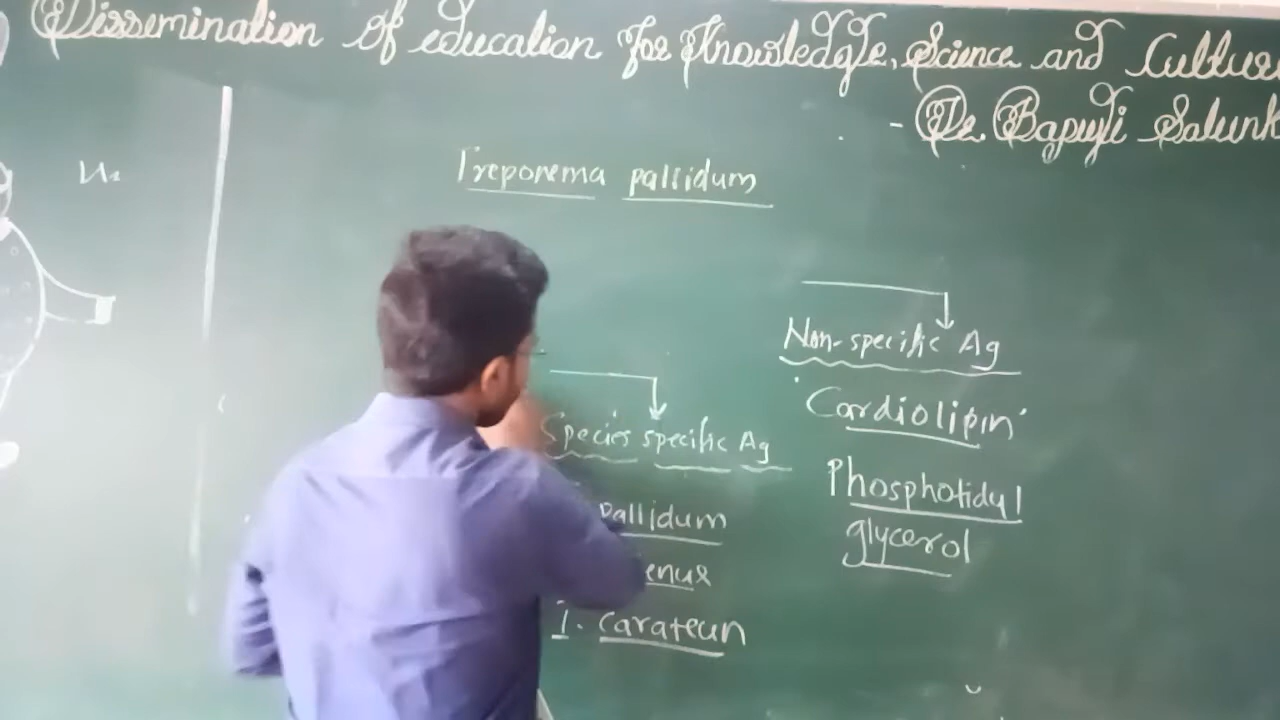 Dissemination of education for Knowledge, Science and Culture
- Dr. Bapuji Salunk
Treponema pallidum
Non-specific Ag
Cardiolipin
Phosphotidyl
glycerol
Species specific Ag
pallidum
enus
T. carateun